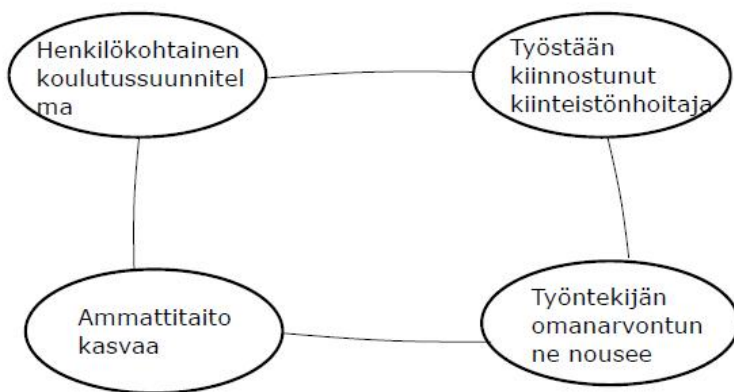 Henkilökohtainen
koulutussuunnitel
ma
Työstään
kiinnostunut
kiinteistönhoitaja
Ammattitaito
kasvaa
Työntekijän
omanarvontun
ne nousee